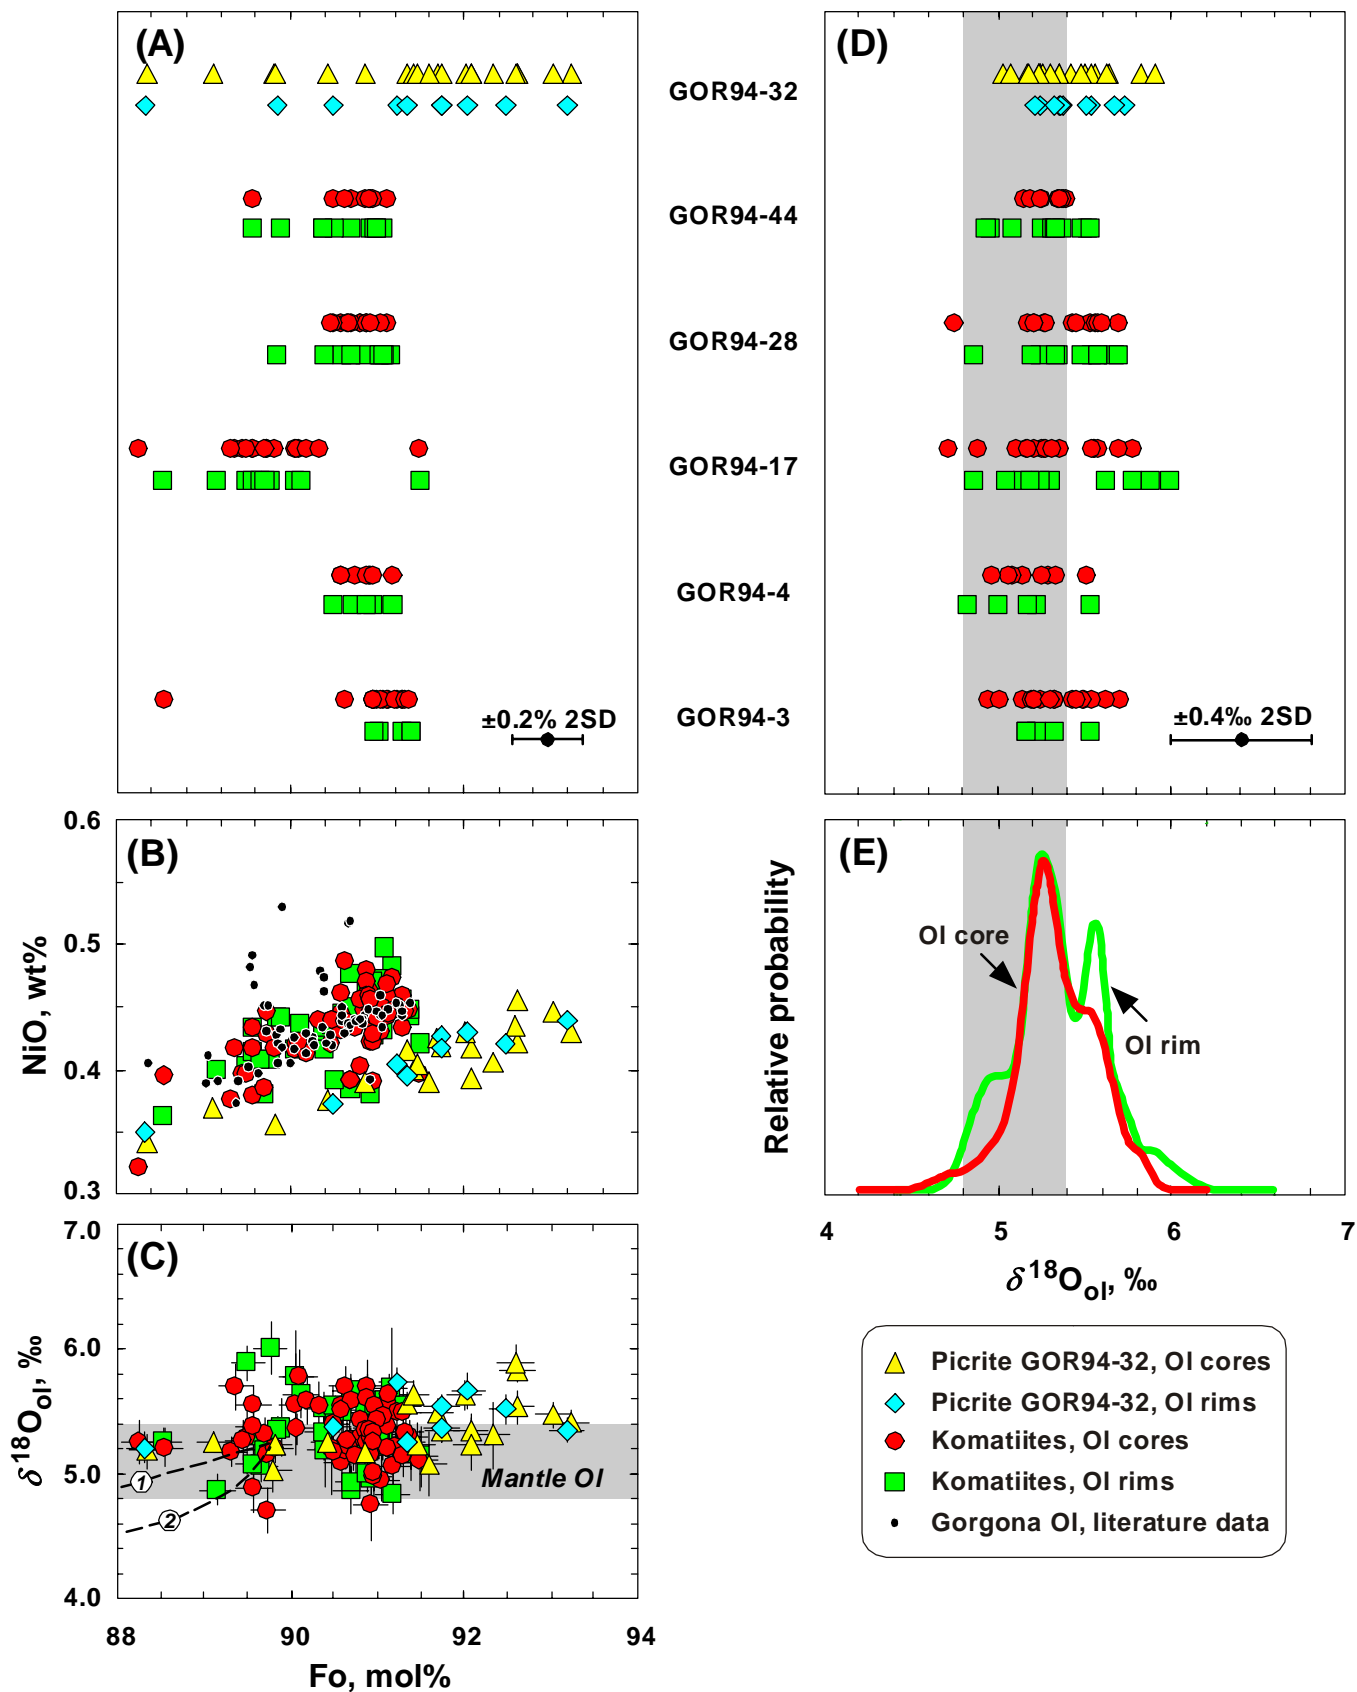 (A)
(D)
GOR94-32
GOR94-44
GOR94-28
GOR94-17
GOR94-4
GOR94-3
±0.2% 2SD
±0.4‰ 2SD
0.6
0.5
0.4
0.3
NiO, wt%
(B)
(E)
Relative probability
Ol core
Ol rim
4
5
6
7
δ18Ool, ‰
7.0
6.0
5.0
4.0
δ18Ool, ‰
(C)
Mantle Ol
1
2
88
90
92
94
Fo, mol%
Picrite GOR94-32, Ol cores
Picrite GOR94-32, Ol rims
Komatiites, Ol cores
Komatiites, Ol rims
Gorgona Ol, literature data